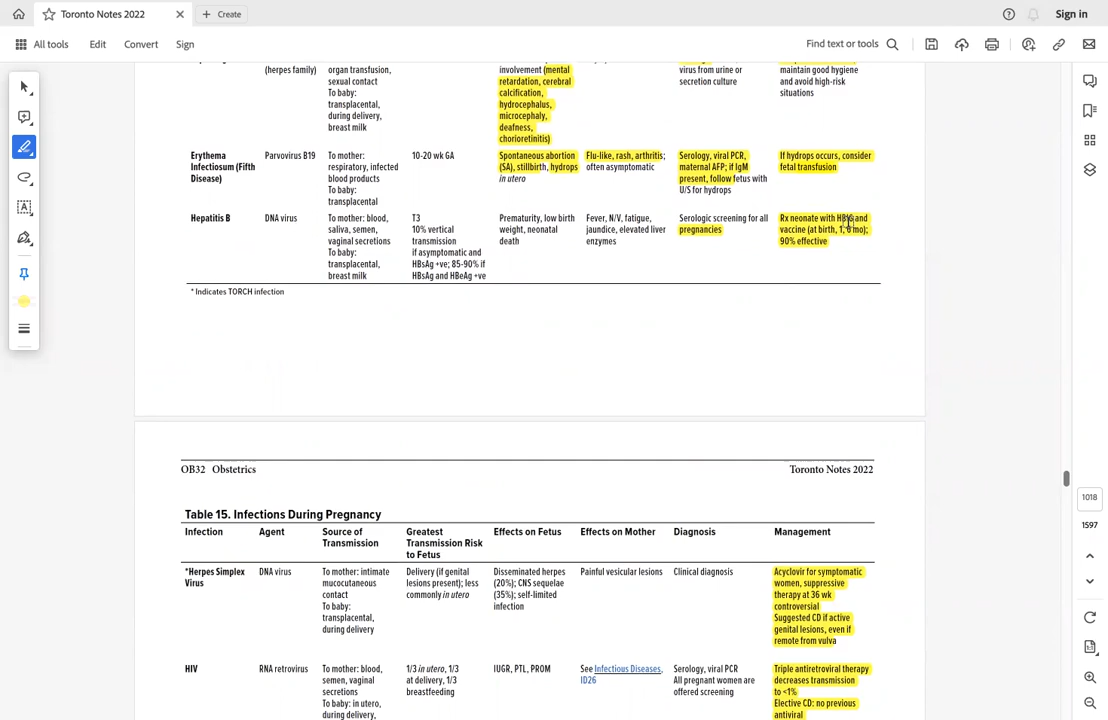 Toronto Notes 2022
Create
Sign in
All tools
Edit
Convert
Sign
Find text or tools
(herpes family)
organ transfusion,
sexual contact
To baby:
transplacental,
during delivery,
breast milk
involvement (mental
retardation, cerebral
calcification,
hydrocephalus,
microcephaly,
deafness,
chorioretinitis)
virus from urine or
secretion culture
maintain good hygiene
and avoid high-risk
situations
Erythema
Infectiosum (Fifth
Disease)
Parvovirus B19
To mother:
respiratory, infected
blood products
To baby:
transplacental
10-20 wk GA
Spontaneous abortion
(SA), stillbirth, hydrops
in utero
Flu-like, rash, arthritis;
often asymptomatic
Serology, viral PCR,
maternal AFP; if IgM
present, follow fetus with
U/S for hydrops
If hydrops occurs, consider
fetal transfusion
Hepatitis B
DNA virus
To mother: blood,
saliva, semen,
vaginal secretions
To baby:
transplacental,
breast milk
T3
10% vertical
transmission
if asymptomatic and
HBsAg +ve; 85-90% if
HBsAg and HBeAg +ve
Prematurity, low birth
weight, neonatal
death
Fever, N/V, fatigue,
jaundice, elevated liver
enzymes
Serologic screening for all
pregnancies
Rx neonate with HBIG and
vaccine (at birth, 1, 6 mo);
90% effective
* Indicates TORCH infection
OB32 Obstetrics
Toronto Notes 2022
Table 15. Infections During Pregnancy
Infection
Agent
Source of
Transmission
Greatest
Transmission Risk
to Fetus
Effects on Fetus
Effects on Mother
Diagnosis
Management
*Herpes Simplex
Virus
DNA virus
To mother: intimate
mucocutaneous
contact
To baby:
transplacental,
during delivery
Delivery (if genital
lesions present); less
commonly in utero
Disseminated herpes
(20%); CNS sequelae
(35%); self-limited
infection
Painful vesicular lesions
Clinical diagnosis
Acyclovir for symptomatic
women, suppressive
therapy at 36 wk
controversial
Suggested CD if active
genital lesions, even if
remote from vulva
HIV
RNA retrovirus
To mother: blood,
semen, vaginal
secretions
To baby: in utero,
during delivery,
1/3 in utero, 1/3
at delivery, 1/3
breastfeeding
IUGR, PTL, PROM
See Infectious Diseases,
ID26
Serology, viral PCR
All pregnant women are
offered screening
Triple antiretroviral therapy
decreases transmission
to <1%
Elective CD: no previous
antiviral
1018
1597